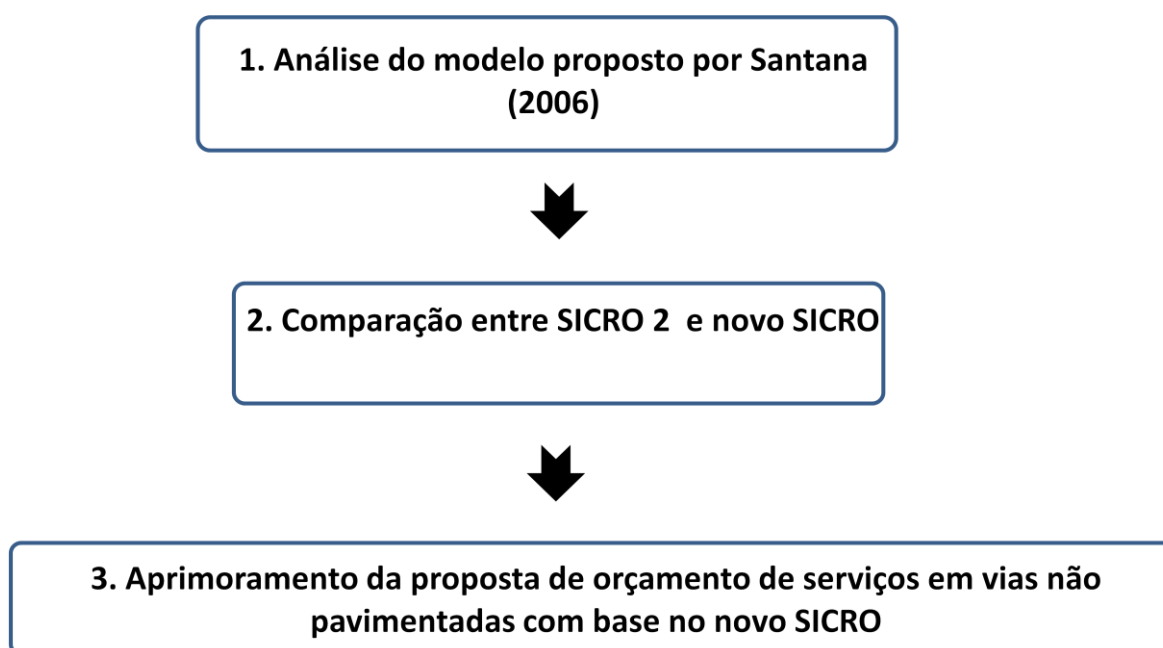 1. Análise do modelo proposto por Santana
(2006)
2. Comparação entre SICRO 2 e novo SICRO
3. Aprimoramento da proposta de orçamento de serviços em vias não
pavimentadas com base no novo SICRO